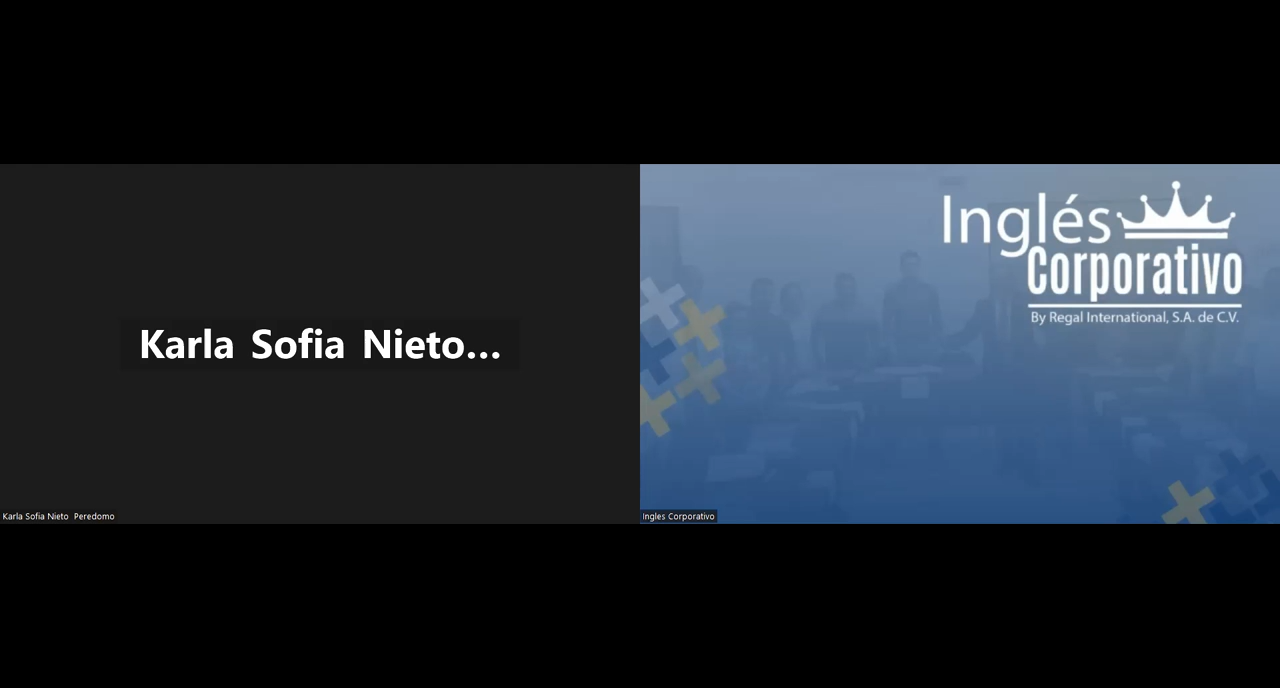 Karla Sofia Nieto...
Karla Sofia Nieto Peredomo
Inglés
Corporativo
By Regal International, S.A. de C.V.
Ingles Corporativo